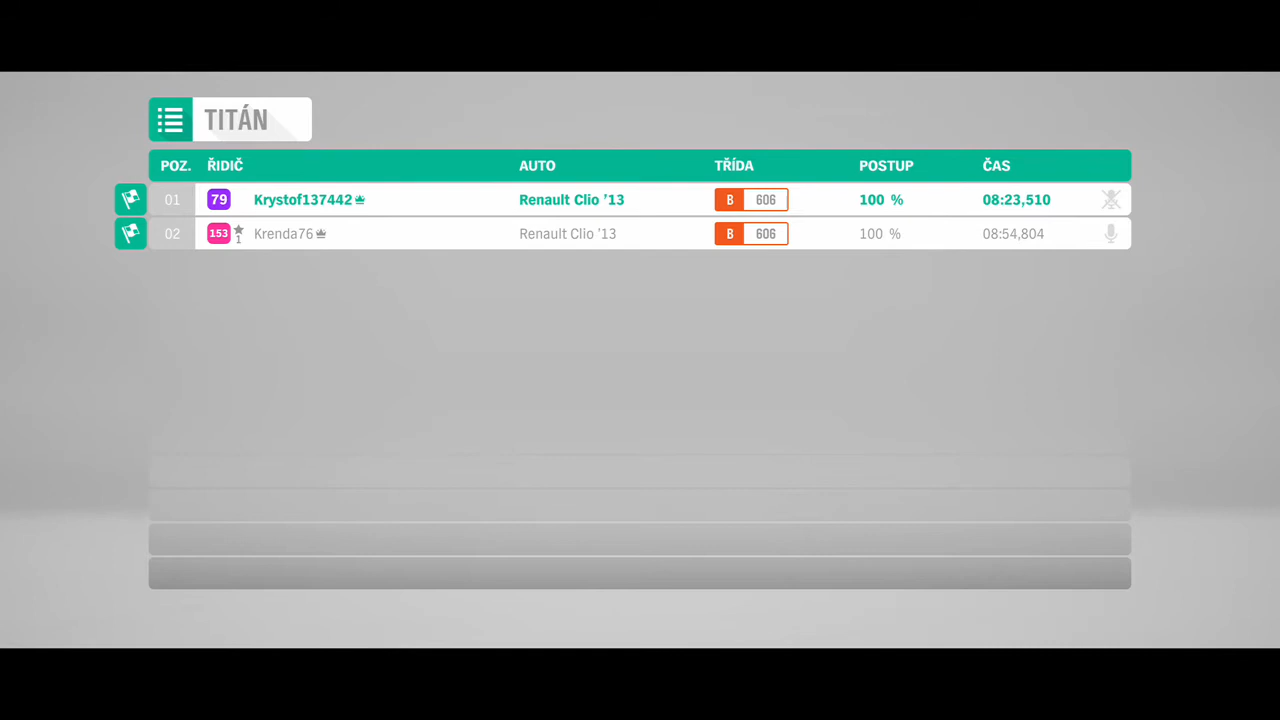 TITÁN
POZ. ŘIDIČ AUTO TŘÍDA POSTUP ČAS
01 79 Krystof137442 Renault Clio '13 B 606 100 % 08:23,510
02 153 1 Krenda76 Renault Clio '13 B 606 100 % 08:54,804